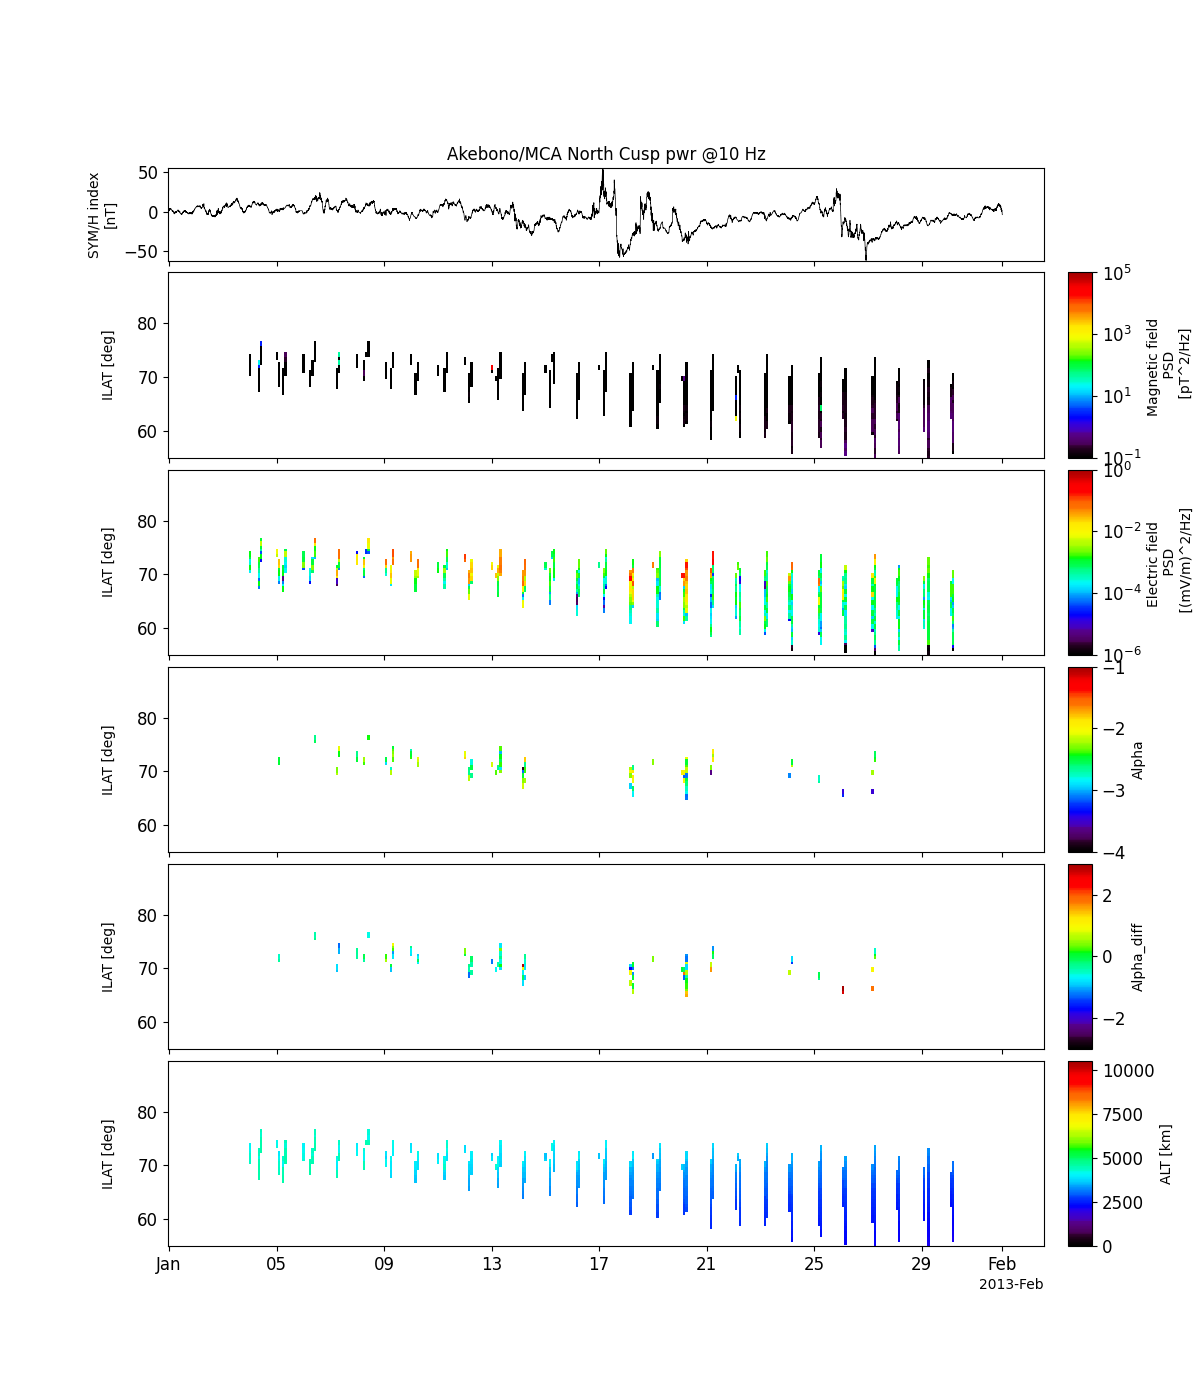 Akebono/MCA North Cusp pwr @10 Hz
SYM/H index
[nT]
50
0
−50
ILAT [deg]
80
70
60
10^5
10^3
10^1
10^−1
Magnetic field
PSD
[pT^2/Hz]
ILAT [deg]
80
70
60
10^0
10^−2
10^−4
10^−6
Electric field
PSD
[(mV/m)^2/Hz]
ILAT [deg]
80
70
60
−1
−2
−3
−4
Alpha
ILAT [deg]
80
70
60
2
0
−2
Alpha_diff
ILAT [deg]
80
70
60
10000
7500
5000
2500
0
ALT [km]
Jan 05 09 13 17 21 25 29 Feb
2013-Feb